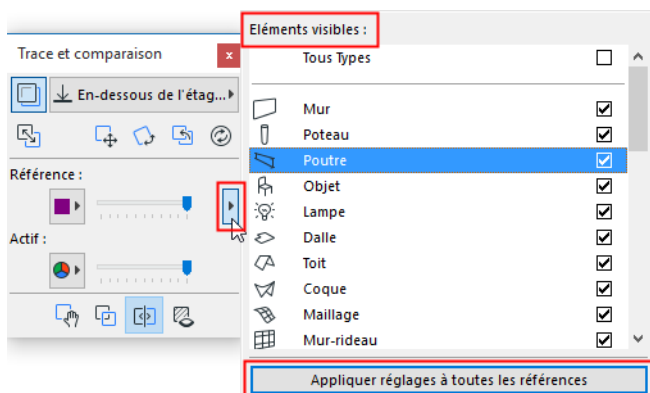 Eléments visibles :
Trace et comparaison
x
Tous Types
En-dessous de l'étag...
Mur
Poteau
Poutre
Référence :
Objet
Lampe
Actif :
Dalle
Toit
Coque
Maillage
Mur-rideau
Appliquer réglages à toutes les références